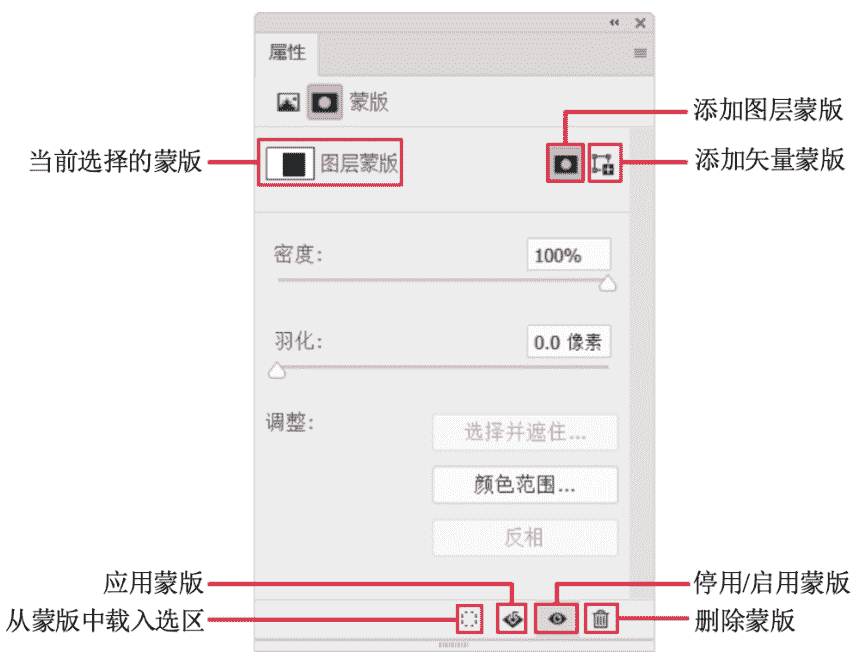 属性
蒙版
添加图层蒙版
当前选择的蒙版
图层蒙版
添加矢量蒙版
密度:
100%
羽化:
0.0 像素
调整:
选择并遮住...
颜色范围...
反相
应用蒙版
停用/启用蒙版
从蒙版中载入选区
删除蒙版